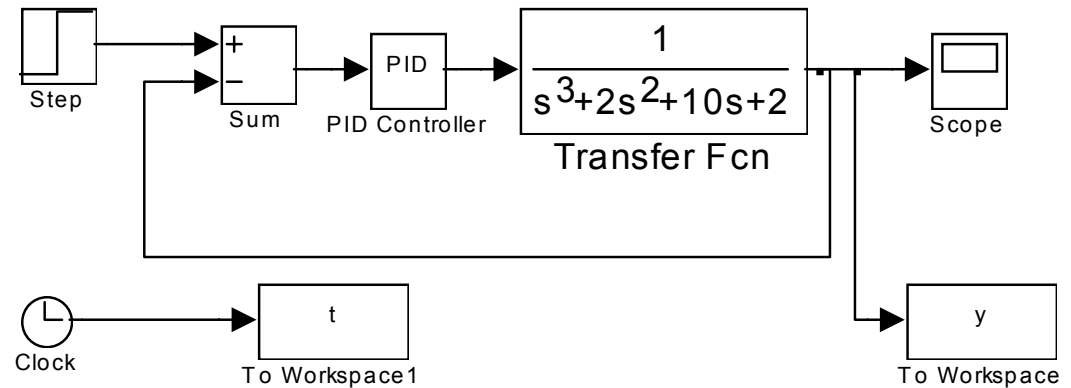 Step
+
−
Sum
PID
PID Controller
1
s³+2s²+10s+2
Transfer Fcn
Scope
Clock
t
To Workspace1
y
To Workspace